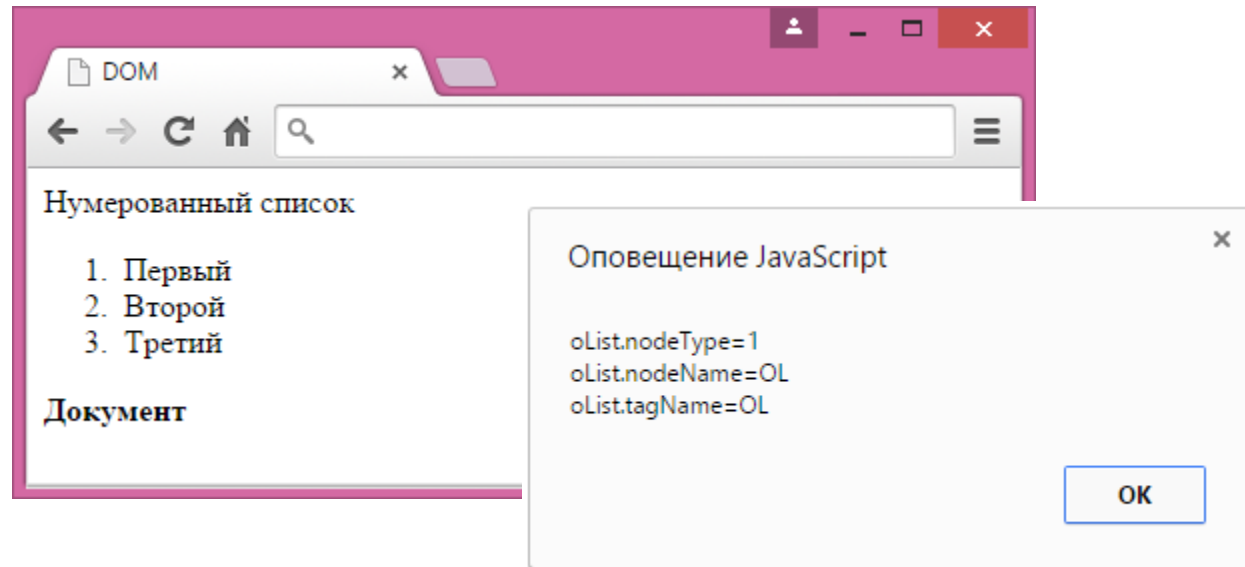 DOM
Нумерованный список
1. Первый
2. Второй
3. Третий
Документ
Оповещение JavaScript
oList.nodeType=1
oList.nodeName=OL
oList.tagName=OL
OK